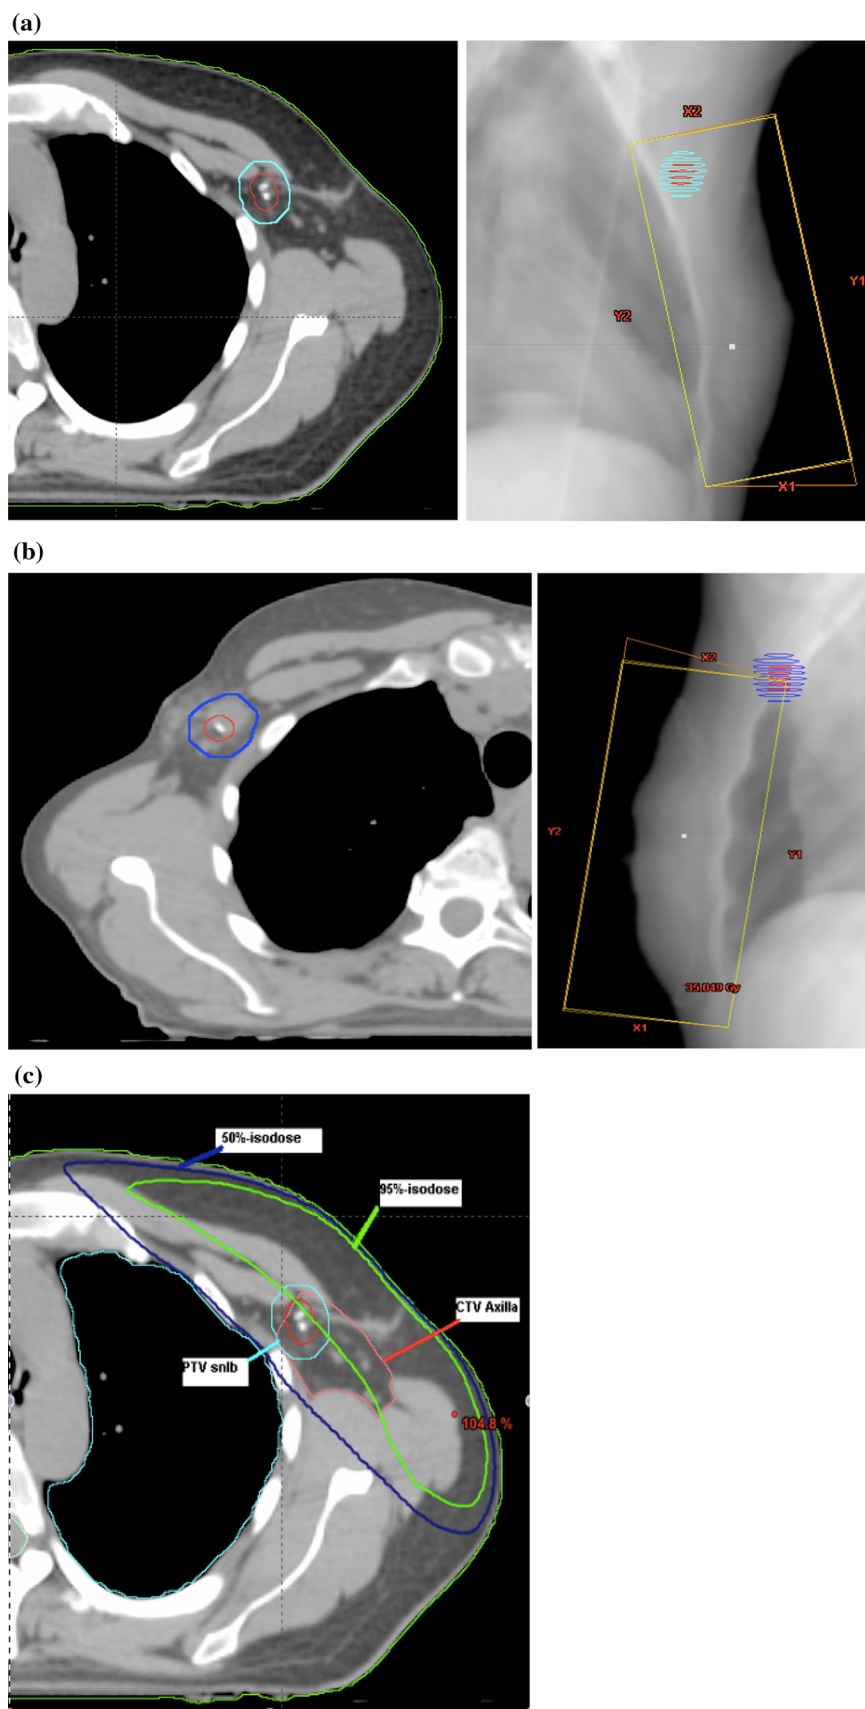 (a)
X2
Y1
Y2
X1
(b)
X2
Y2
Y1
35.049 Gy
X1
(c)
50%-isodose
95%-isodose
CTV Axilla
PTV snlb
104.8 %